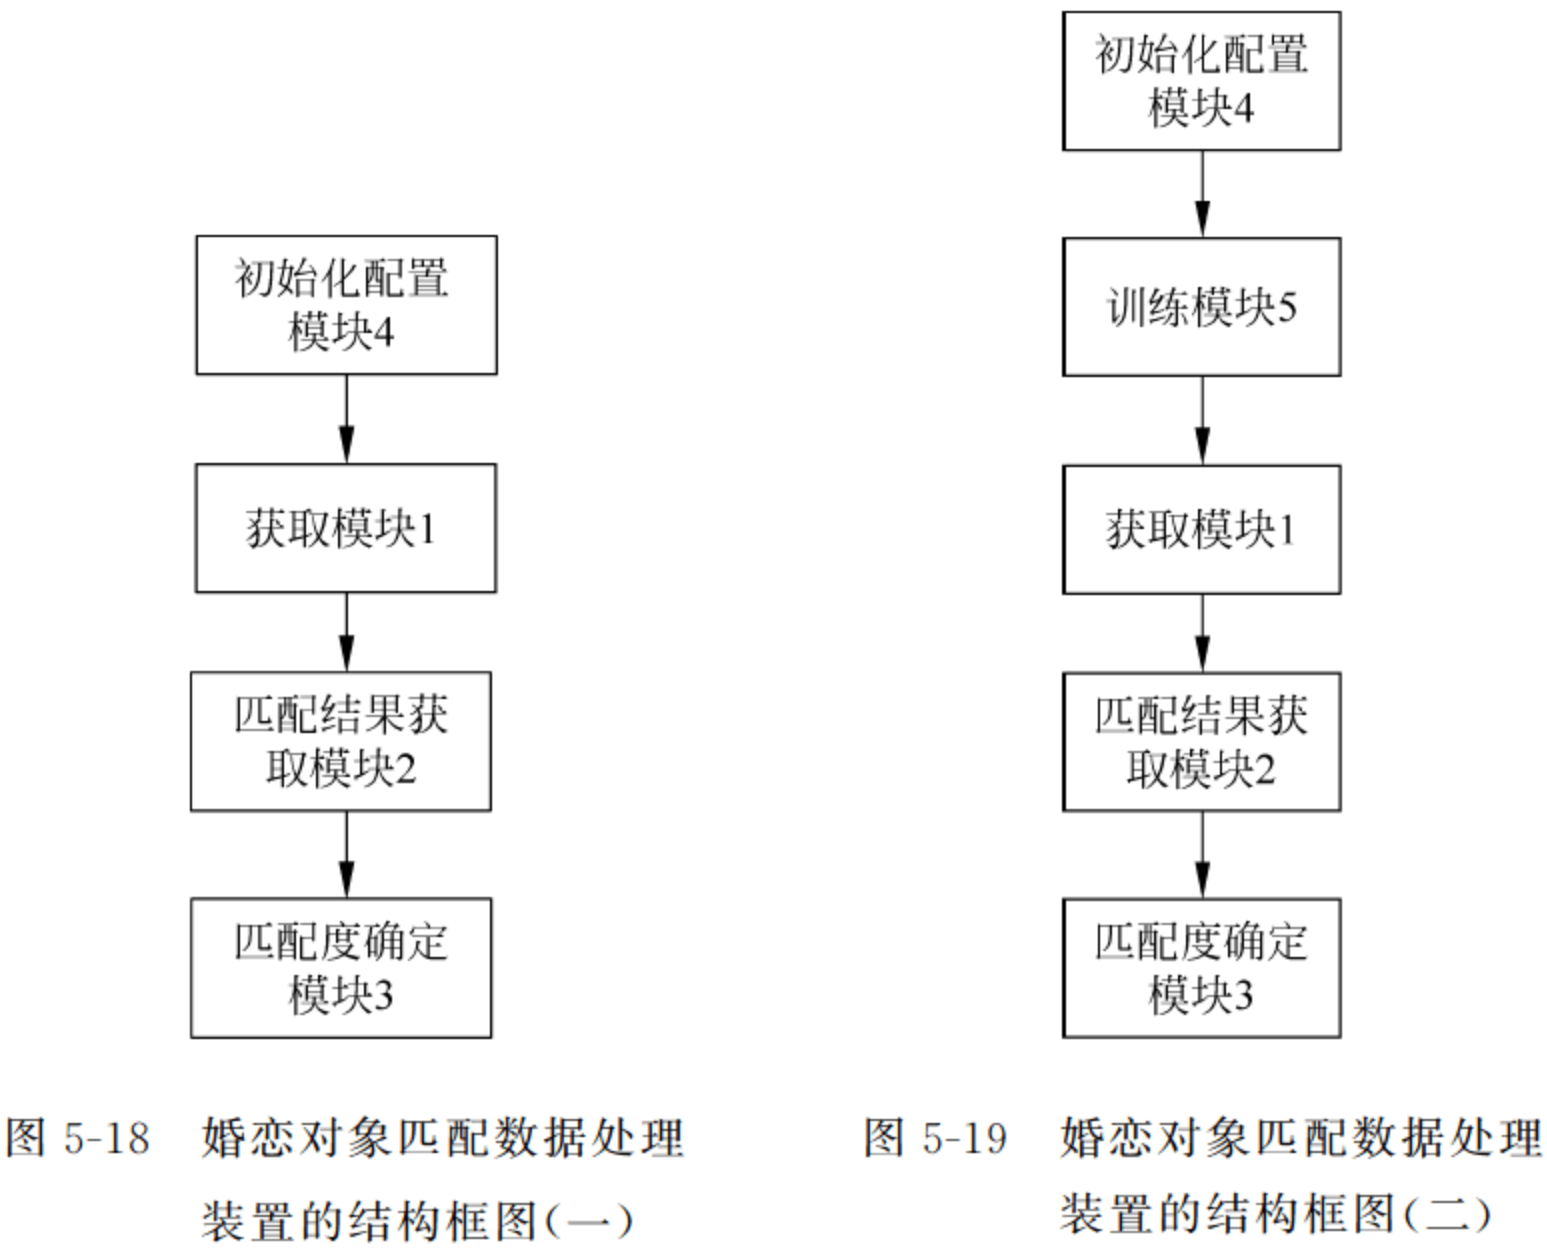 初始化配置
模块4
获取模块1
匹配结果获
取模块2
匹配度确定
模块3
图 5-18 婚恋对象匹配数据处理
装置的结构框图(一)
初始化配置
模块4
训练模块5
获取模块1
匹配结果获
取模块2
匹配度确定
模块3
图 5-19 婚恋对象匹配数据处理
装置的结构框图(二)